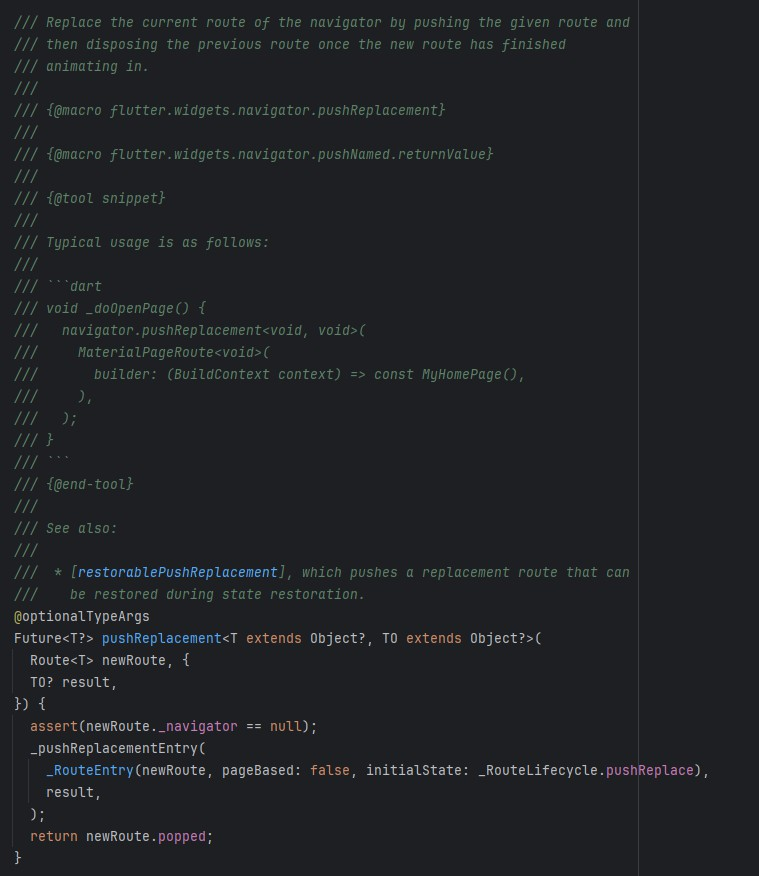 /// Replace the current route of the navigator by pushing the given route and
/// then disposing the previous route once the new route has finished
/// animating in.
///
/// {@macro flutter.widgets.navigator.pushReplacement}
///
/// {@macro flutter.widgets.navigator.pushNamed.returnValue}
///
/// {@tool snippet}
///
/// Typical usage is as follows:
///
/// ```dart
/// void _doOpenPage() {
///   navigator.pushReplacement<void, void>(
///     MaterialPageRoute<void>(
///       builder: (BuildContext context) => const MyHomePage(),
///     ),
///   );
/// }
/// ```
/// {@end-tool}
///
/// See also:
///
///  * [restorablePushReplacement], which pushes a replacement route that can
///    be restored during state restoration.
@optionalTypeArgs
Future<T?> pushReplacement<T extends Object?, TO extends Object?>(
  Route<T> newRoute, {
  TO? result,
}) {
  assert(newRoute._navigator == null);
  _pushReplacementEntry(
    _RouteEntry(newRoute, pageBased: false, initialState: _RouteLifecycle.pushReplace),
    result,
  );
  return newRoute.popped;
}